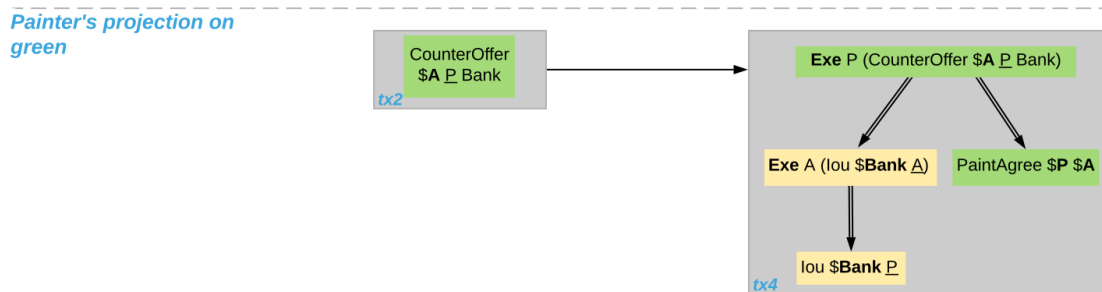 Painter's projection on
green
CounterOffer
$A P Bank
tx2
Exe P (CounterOffer $A P Bank)
Exe A (Iou $Bank A)
PaintAgree $P $A
Iou $Bank P
tx4